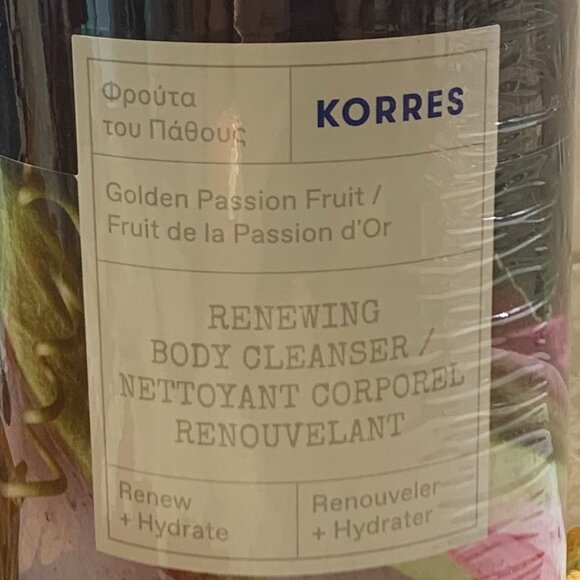 Φρούτα
του Πάθους
KORRES
Golden Passion Fruit /
Fruit de la Passion d'Or
RENEWING
BODY CLEANSER /
NETTOYANT CORPOREL
RENOUVELANT
Renew
+ Hydrate
Renouveler
+ Hydrater